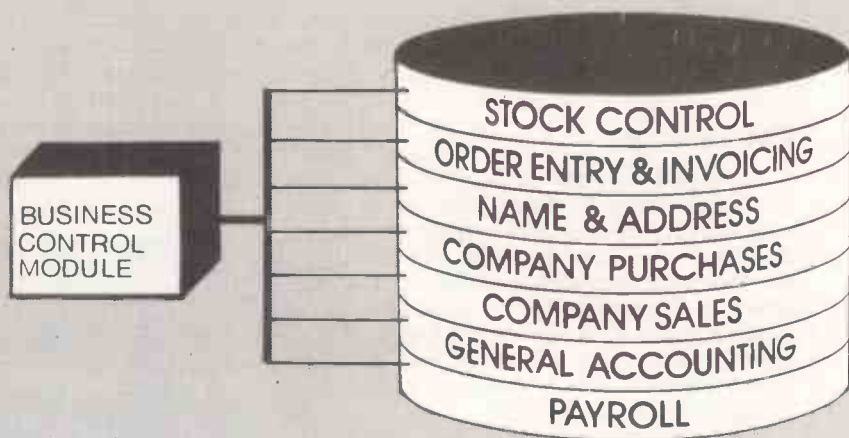 BUSINESS
CONTROL
MODULE
STOCK CONTROL
ORDER ENTRY & INVOICING
NAME & ADDRESS
COMPANY PURCHASES
COMPANY SALES
GENERAL ACCOUNTING
PAYROLL